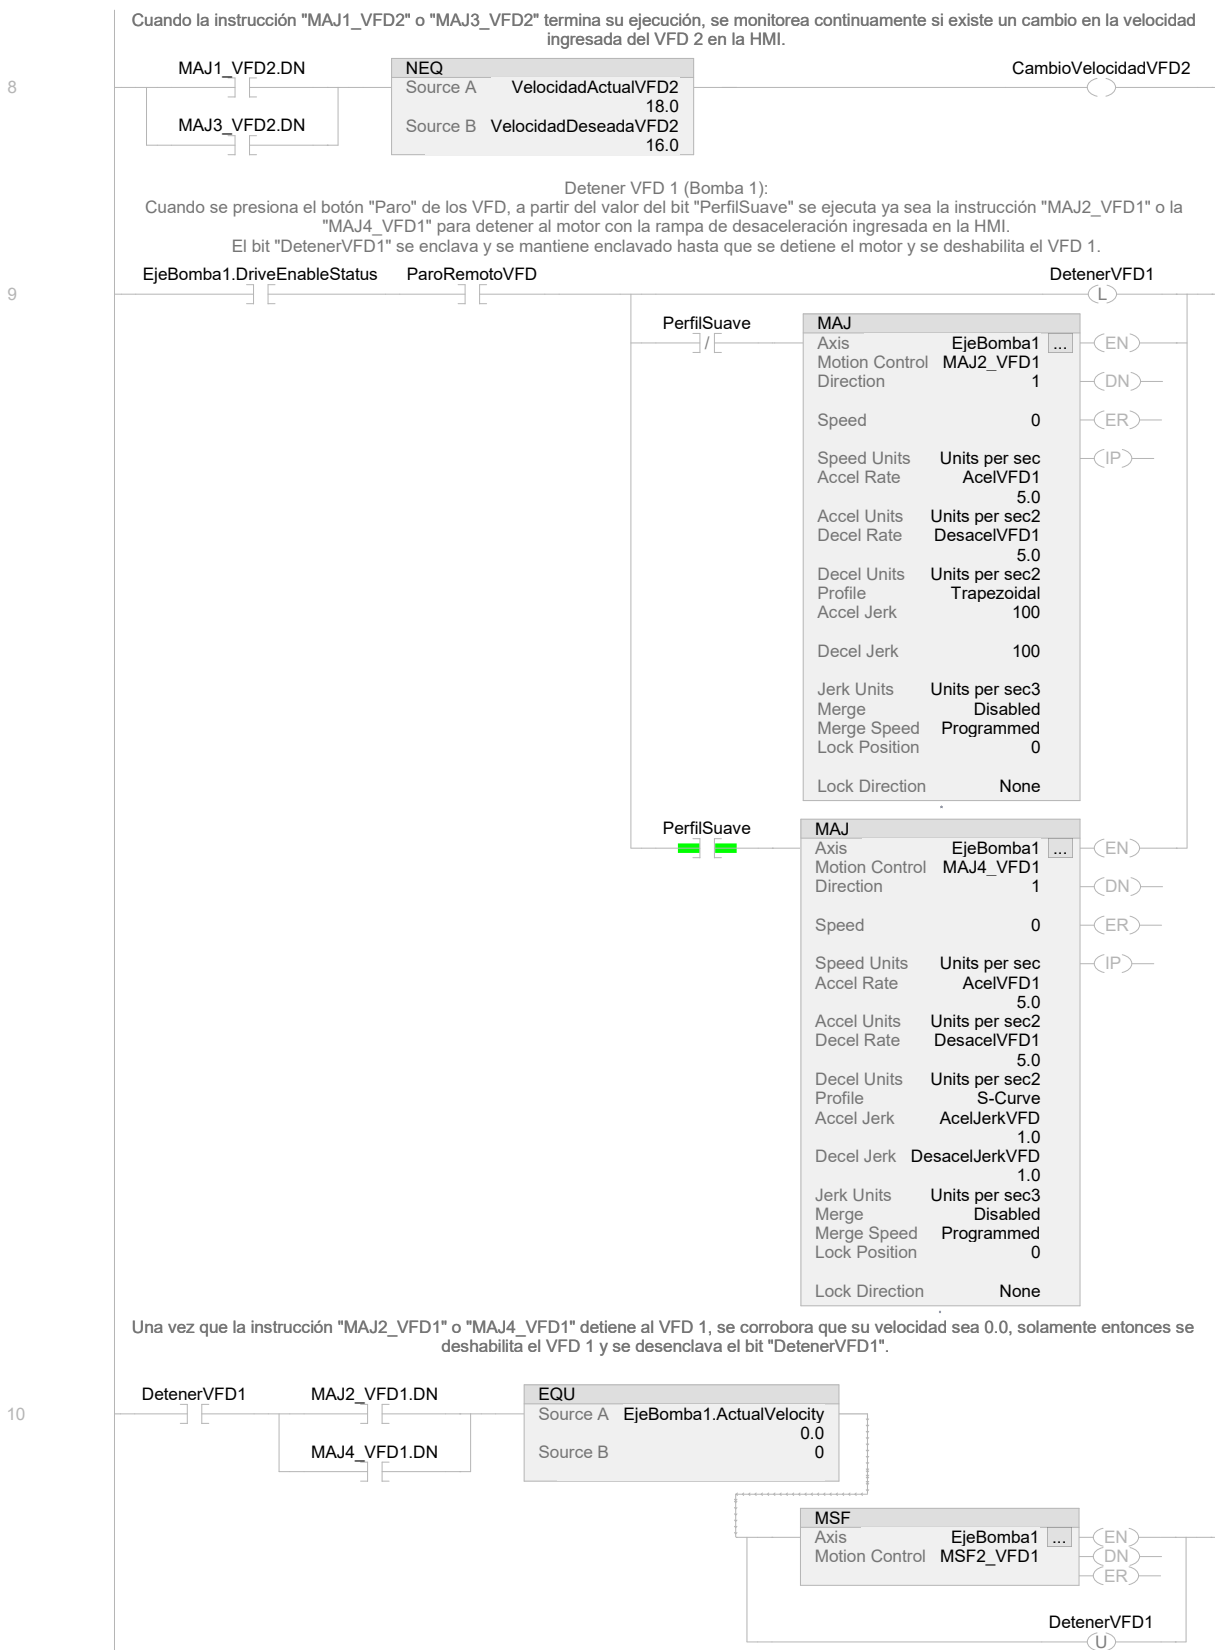 Cuando la instrucción "MAJ1_VFD2" o "MAJ3_VFD2" termina su ejecución, se monitorea continuamente si existe un cambio en la velocidad
ingresada del VFD 2 en la HMI.
8
MAJ1_VFD2.DN
MAJ3_VFD2.DN
NEQ
Source A VelocidadActualVFD2
18.0
Source B VelocidadDeseadaVFD2
16.0
CambioVelocidadVFD2
Detener VFD 1 (Bomba 1):
Cuando se presiona el botón "Paro" de los VFD, a partir del valor del bit "PerfilSuave" se ejecuta ya sea la instrucción "MAJ2_VFD1" o la
"MAJ4_VFD1" para detener al motor con la rampa de desaceleración ingresada en la HMI.
El bit "DetenerVFD1" se enclava y se mantiene enclavado hasta que se detiene el motor y se deshabilita el VFD 1.
9
EjeBomba1.DriveEnableStatus
ParoRemotoVFD
DetenerVFD1
L
PerfilSuave
/
MAJ
Axis EjeBomba1 ...
Motion Control MAJ2_VFD1
Direction 1
Speed 0
Speed Units Units per sec
Accel Rate AcelVFD1
5.0
Accel Units Units per sec2
Decel Rate DesacelVFD1
5.0
Decel Units Units per sec2
Profile Trapezoidal
Accel Jerk 100
Decel Jerk 100
Jerk Units Units per sec3
Merge Disabled
Merge Speed Programmed
Lock Position 0
Lock Direction None
EN
DN
ER
IP
PerfilSuave
MAJ
Axis EjeBomba1 ...
Motion Control MAJ4_VFD1
Direction 1
Speed 0
Speed Units Units per sec
Accel Rate AcelVFD1
5.0
Accel Units Units per sec2
Decel Rate DesacelVFD1
5.0
Decel Units Units per sec2
Profile S-Curve
Accel Jerk AcelJerkVFD
1.0
Decel Jerk DesacelJerkVFD
1.0
Jerk Units Units per sec3
Merge Disabled
Merge Speed Programmed
Lock Position 0
Lock Direction None
EN
DN
ER
IP
Una vez que la instrucción "MAJ2_VFD1" o "MAJ4_VFD1" detiene al VFD 1, se corrobora que su velocidad sea 0.0, solamente entonces se
deshabilita el VFD 1 y se desenclava el bit "DetenerVFD1".
10
DetenerVFD1
MAJ2_VFD1.DN
MAJ4_VFD1.DN
EQU
Source A EjeBomba1.ActualVelocity
0.0
Source B 0
MSF
Axis EjeBomba1 ...
Motion Control MSF2_VFD1
EN
DN
ER
DetenerVFD1
U